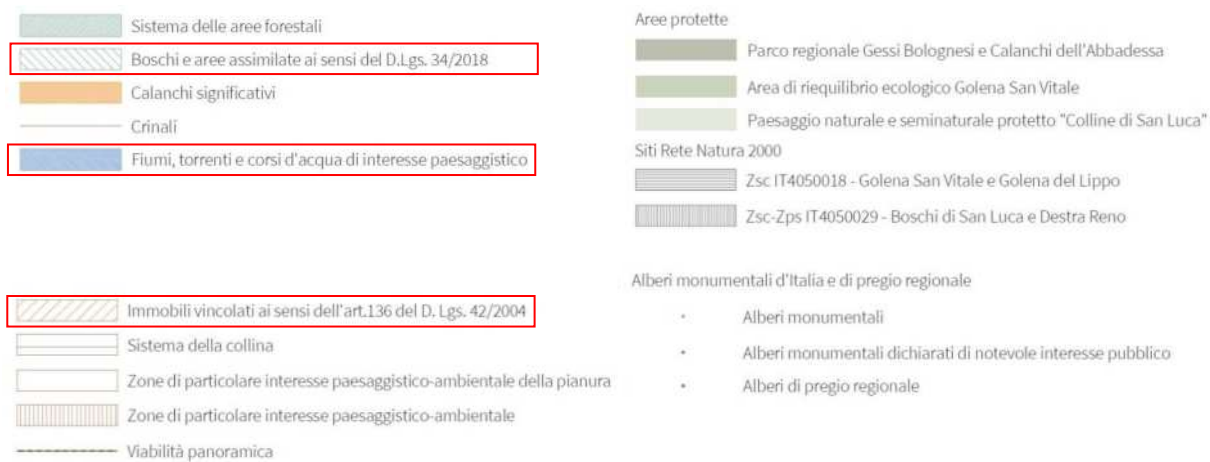 Sistema delle aree forestali
Boschi e aree assimilate ai sensi del D.Lgs. 34/2018
Calanchi significativi
Crinali
Fiumi, torrenti e corsi d'acqua di interesse paesaggistico
Immobili vincolati ai sensi dell'art.136 del D. Lgs. 42/2004
Sistema della collina
Zone di particolare interesse paesaggistico-ambientale della pianura
Zone di particolare interesse paesaggistico-ambientale
Viabilità panoramica
Aree protette
Parco regionale Gessi Bolognesi e Calanchi dell'Abbadessa
Area di riequilibrio ecologico Golena San Vitale
Paesaggio naturale e seminaturale protetto "Colline di San Luca"
Siti Rete Natura 2000
Zsc IT4050018 - Golena San Vitale e Golena del Lippo
Zsc-Zps IT4050029 - Boschi di San Luca e Destra Reno
Alberi monumentali d'Italia e di pregio regionale
Alberi monumentali
Alberi monumentali dichiarati di notevole interesse pubblico
Alberi di pregio regionale